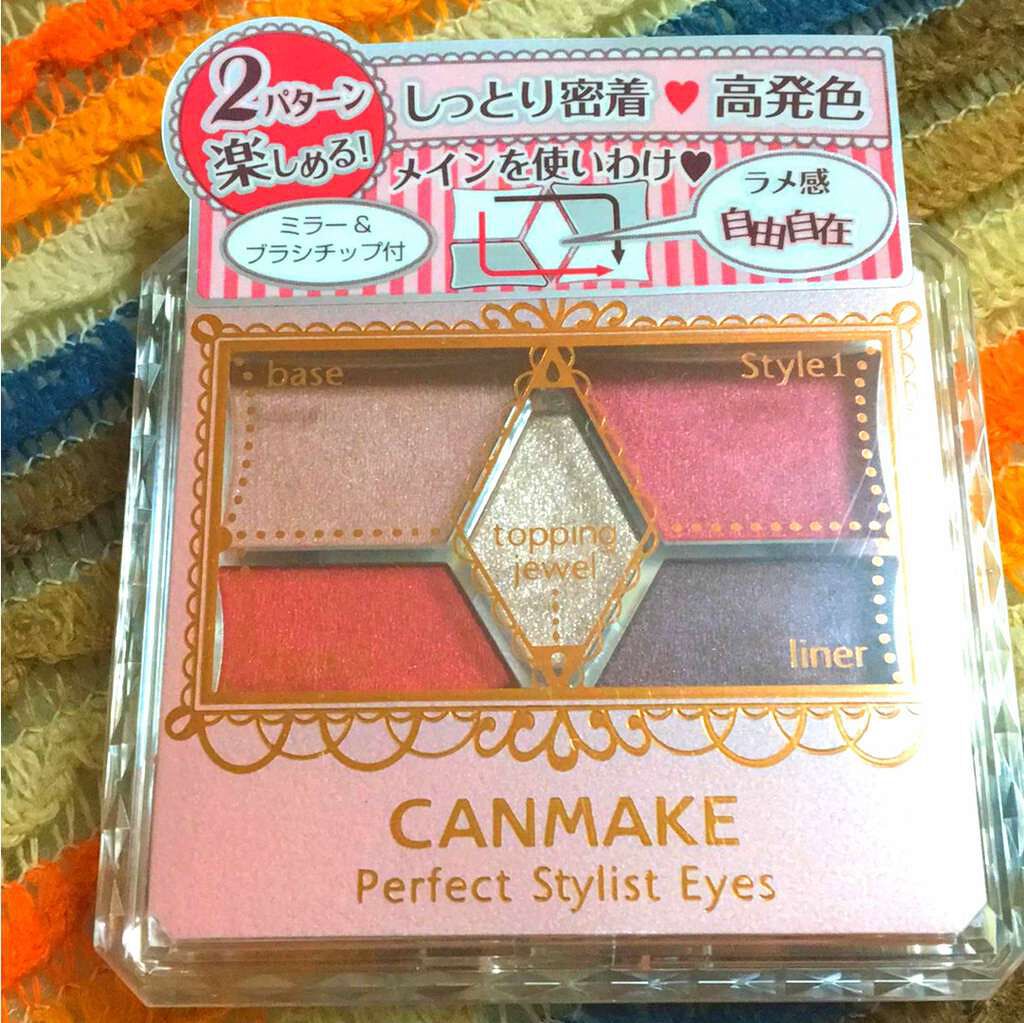 2パターン
楽しめる!
しっとり密着♥高発色
メインを使いわけ♥
ラメ感
自由自在
ミラー&
ブラシチップ付
base
Style1
topping
jewel
liner
CANMAKE
Perfect Stylist Eyes